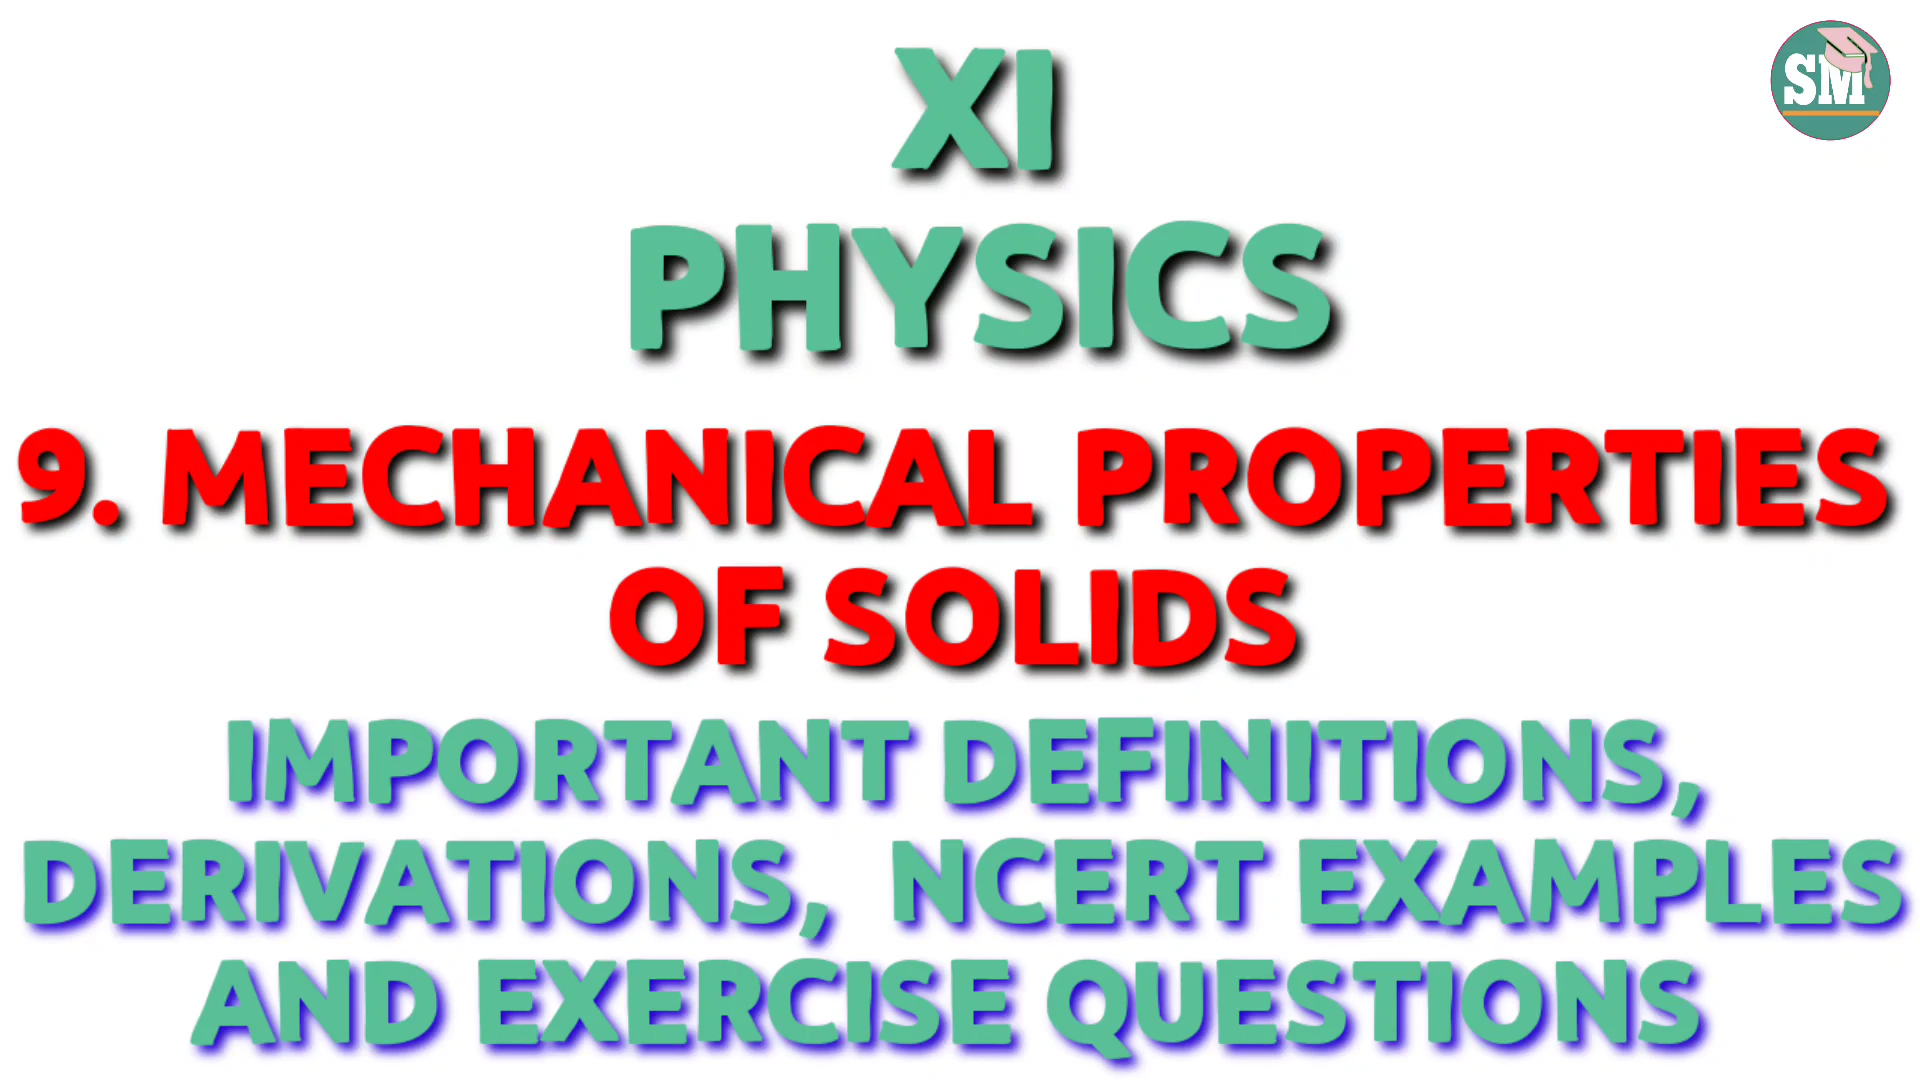 SM
XI
PHYSICS
9. MECHANICAL PROPERTIES
OF SOLIDS
IMPORTANT DEFINITIONS,
DERIVATIONS, NCERT EXAMPLES
AND EXERCISE QUESTIONS